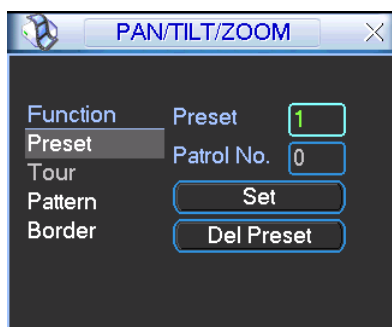 PAN/TILT/ZOOM
Function
Preset
Tour
Pattern
Border
Preset 1
Patrol No. 0
Set
Del Preset